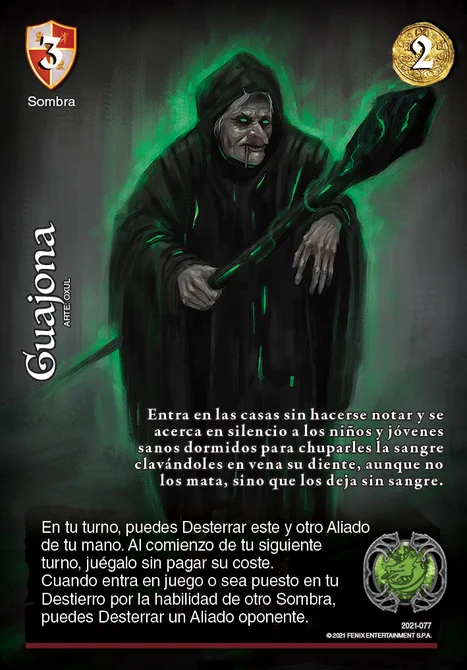 3
2
Sombra
Guajona
ARTE: OXUL
Entra en las casas sin hacerse notar y se
acerca en silencio a los niños y jóvenes
sanos dormidos para chuparles la sangre
clavándoles en vena su diente, aunque no
los mata, sino que los deja sin sangre.
En tu turno, puedes Desterrar este y otro Aliado
de tu mano. Al comienzo de tu siguiente
turno, juégalo sin pagar su coste.
Cuando entra en juego o sea puesto en tu
Destierro por la habilidad de otro Sombra,
puedes Desterrar un Aliado oponente.
2021-077
© 2021 FENIX ENTERTAINMENT S.P.A.